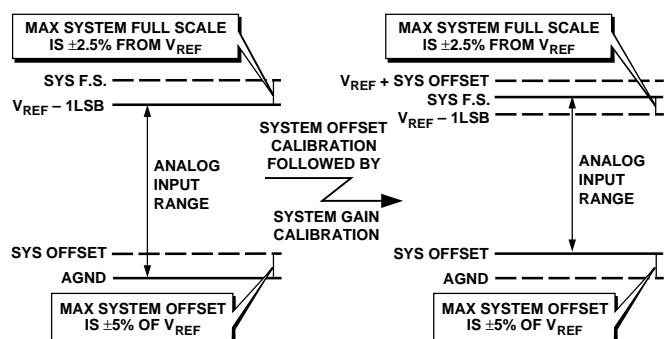 MAX SYSTEM FULL SCALE
IS ±2.5% FROM VREF
SYS F.S.
VREF – 1LSB
ANALOG
INPUT
RANGE
SYS OFFSET
AGND
MAX SYSTEM OFFSET
IS ±5% OF VREF
SYSTEM OFFSET
CALIBRATION
FOLLOWED BY
SYSTEM GAIN
CALIBRATION
MAX SYSTEM FULL SCALE
IS ±2.5% FROM VREF
VREF + SYS OFFSET
SYS F.S.
VREF – 1LSB
ANALOG
INPUT
RANGE
SYS OFFSET
AGND
MAX SYSTEM OFFSET
IS ±5% OF VREF